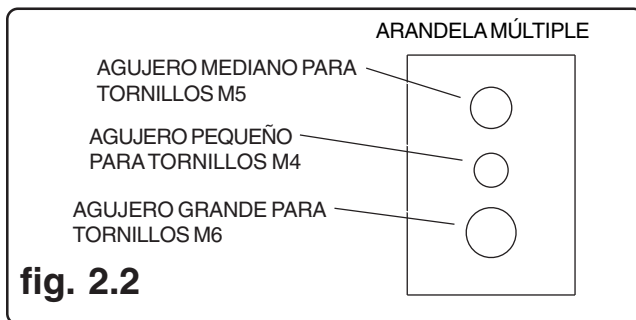 ARANDELA MÚLTIPLE
AGUJERO MEDIANO PARA
TORNILLOS M5
AGUJERO PEQUEÑO
PARA TORNILLOS M4
AGUJERO GRANDE PARA
TORNILLOS M6
fig. 2.2